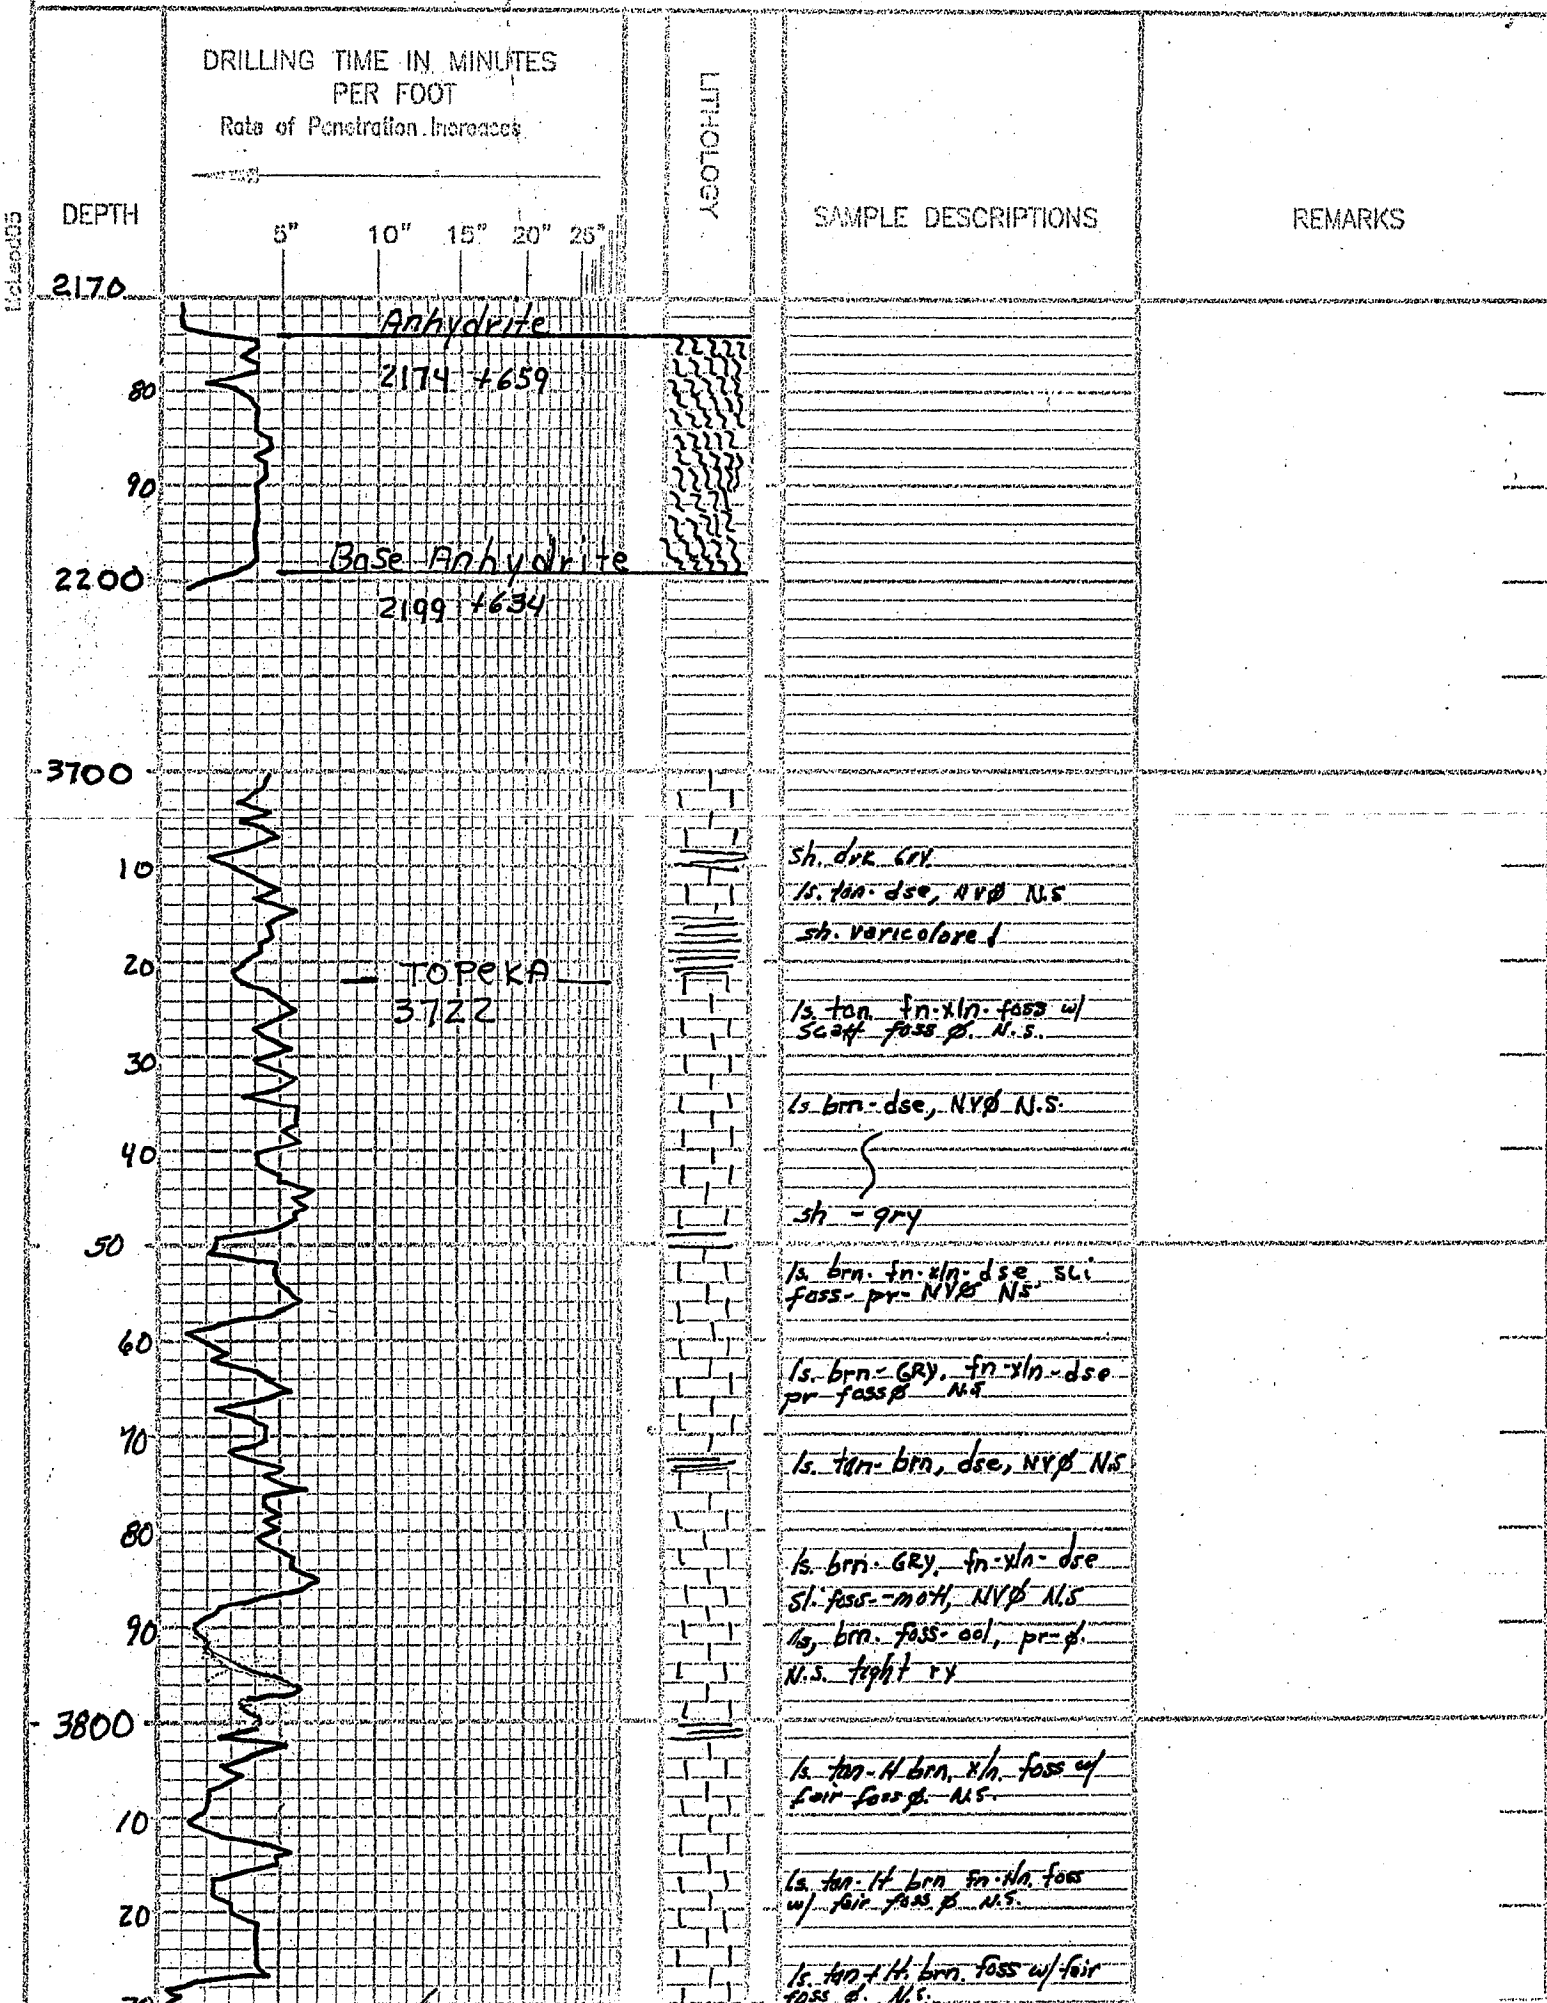 DRILLING TIME IN MINUTES
PER FOOT
Rate of Penetration Increases
DEPTH
5" 10" 15" 20" 25"
LITHOLOGY
SAMPLE DESCRIPTIONS
REMARKS
2170
Anhydrite
2174 +659
80
90
Base Anhydrite
2200
2199 +634
3700
sh. drk Gry.
10
ls. tan- dse, NVØ N.S
sh. varicolored
20
TOPEKA
3722
ls. tan. fn-xln- foss w/
Scatt foss Ø. N.S.
30
ls brn- dse, NVØ N.S.
40
sh - gry
50
ls. brn. fn-xln- dse sli
foss- pr- NVØ NS
60
ls. brn- GRY. fn-xln-dse
pr foss Ø N.S
70
ls. tan- brn, dse, NVØ N.S
80
ls. brn- GRY. fn-xln- dse
sl. foss--mott, NVØ N.S
90
ls, brn. foss- ool, pr-Ø.
N.S. tight rx
3800
ls. tan-lt brn, xln. foss w/
fair foss Ø. N.S.
10
ls. tan-lt brn fn-xln, foss
w/ fair foss Ø N.S.
20
ls. tan + lt. brn. foss w/ fair
foss Ø. N.S.